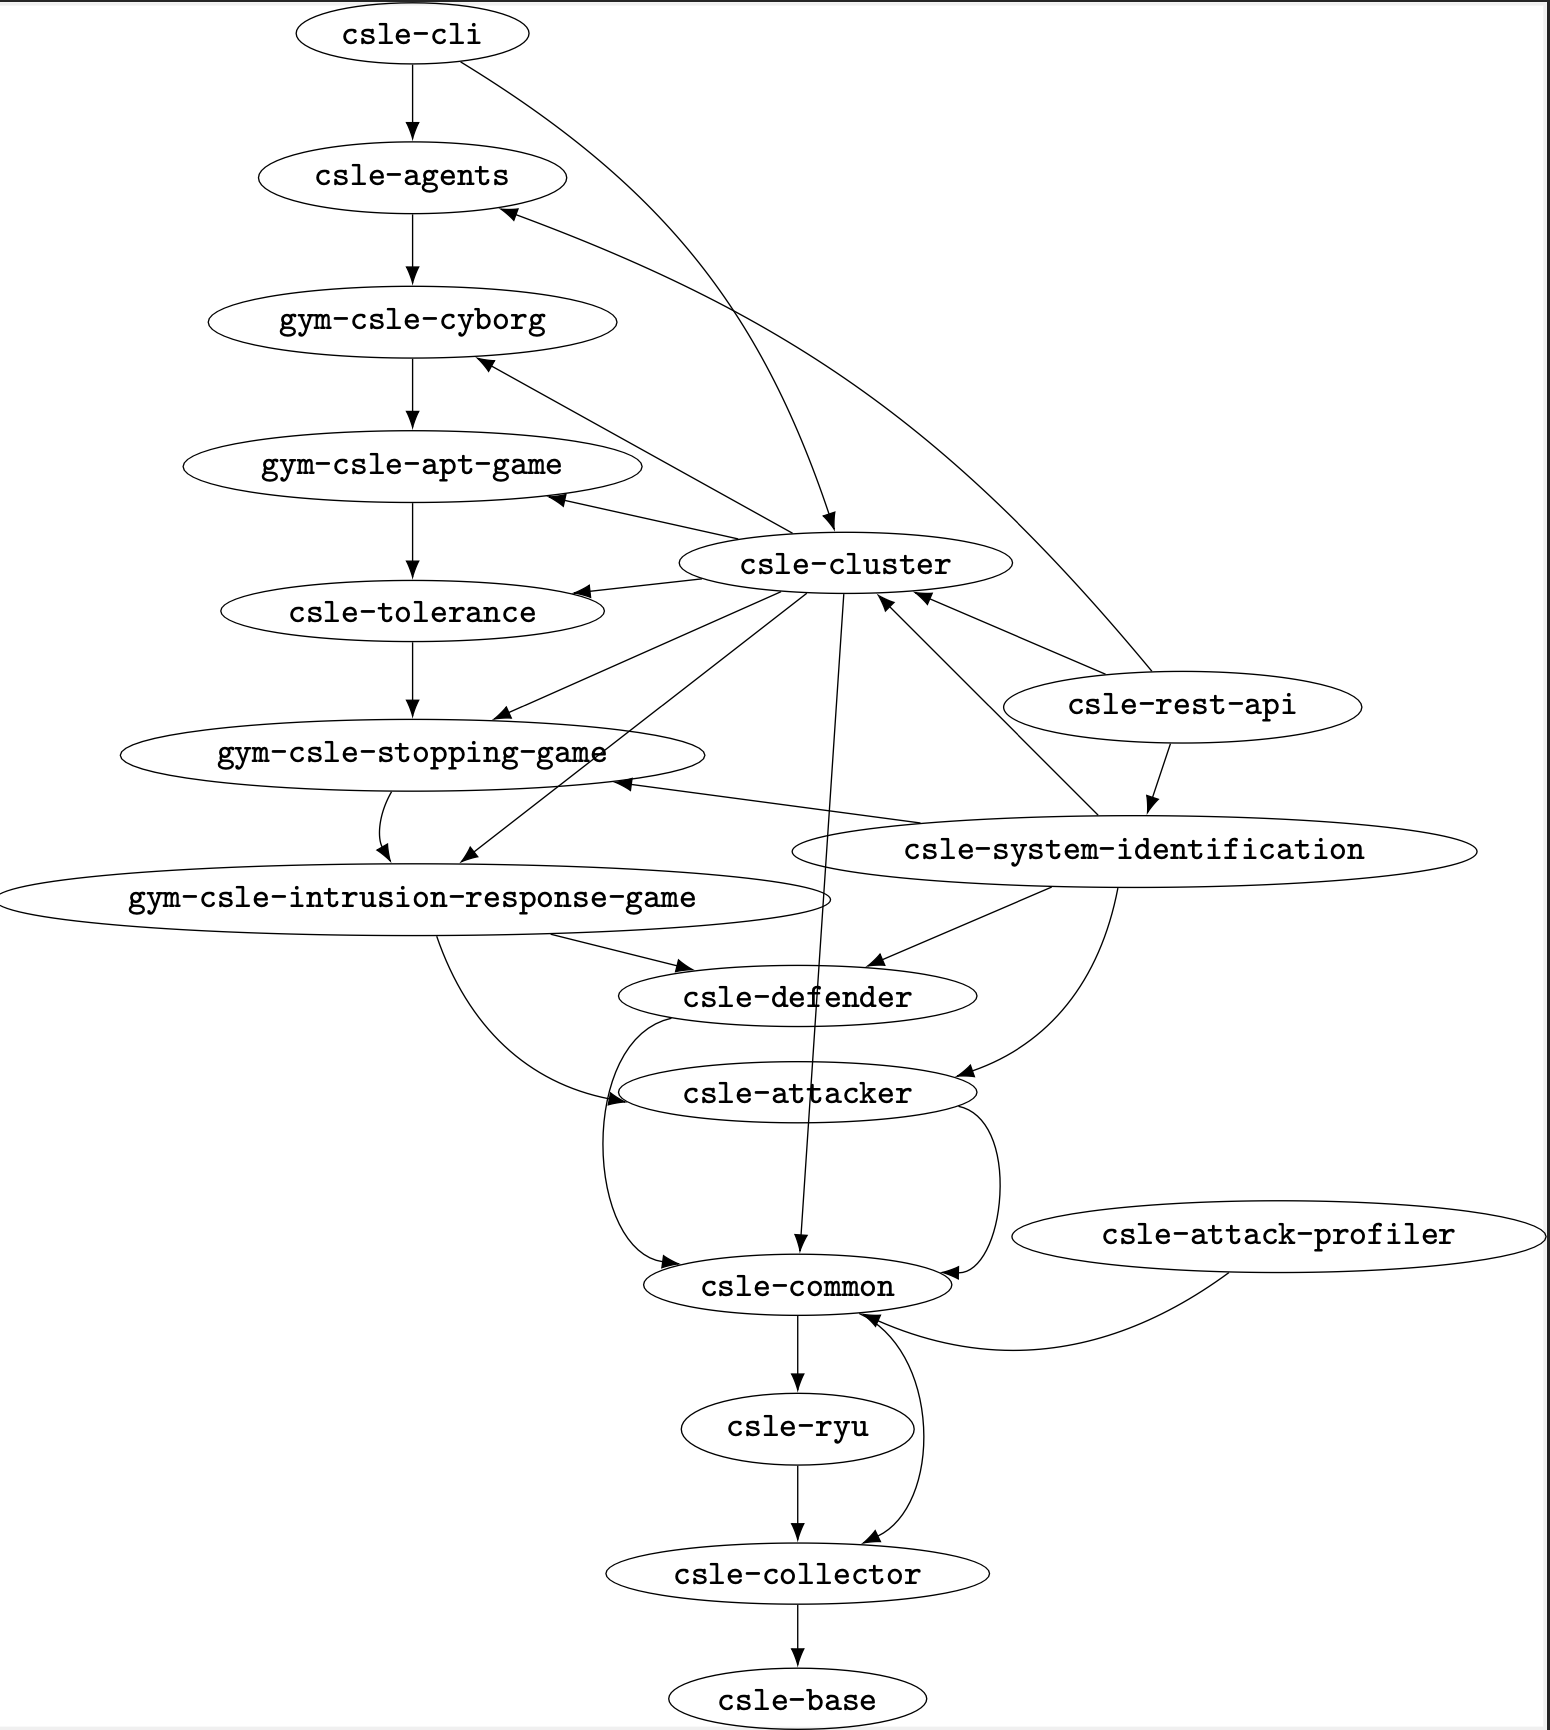 csle-cli
csle-agents
gym-csle-cyborg
gym-csle-apt-game
csle-cluster
csle-tolerance
csle-rest-api
gym-csle-stopping-game
csle-system-identification
gym-csle-intrusion-response-game
csle-defender
csle-attacker
csle-attack-profiler
csle-common
csle-ryu
csle-collector
csle-base